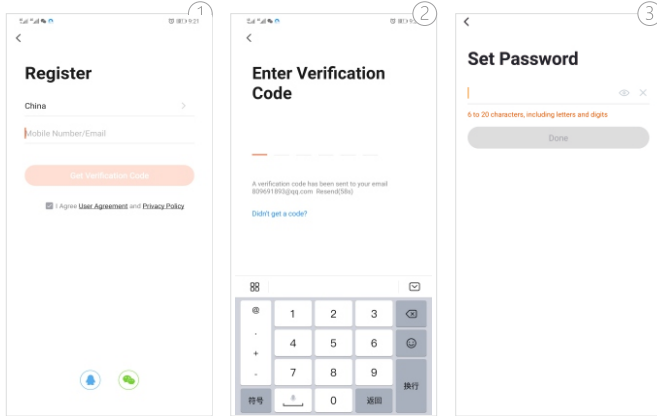 1
Register
China
Mobile Number/Email
Get Verification Code
I Agree User Agreement and Privacy Policy
2
Enter Verification
Code
A verification code has been sent to your email
809691893@qq.com Resend(58s)
Didn't get a code?
@ 1 2 3
. 4 5 6
+
- 7 8 9
换行
符号 0 返回
3
Set Password
6 to 20 characters, including letters and digits
Done